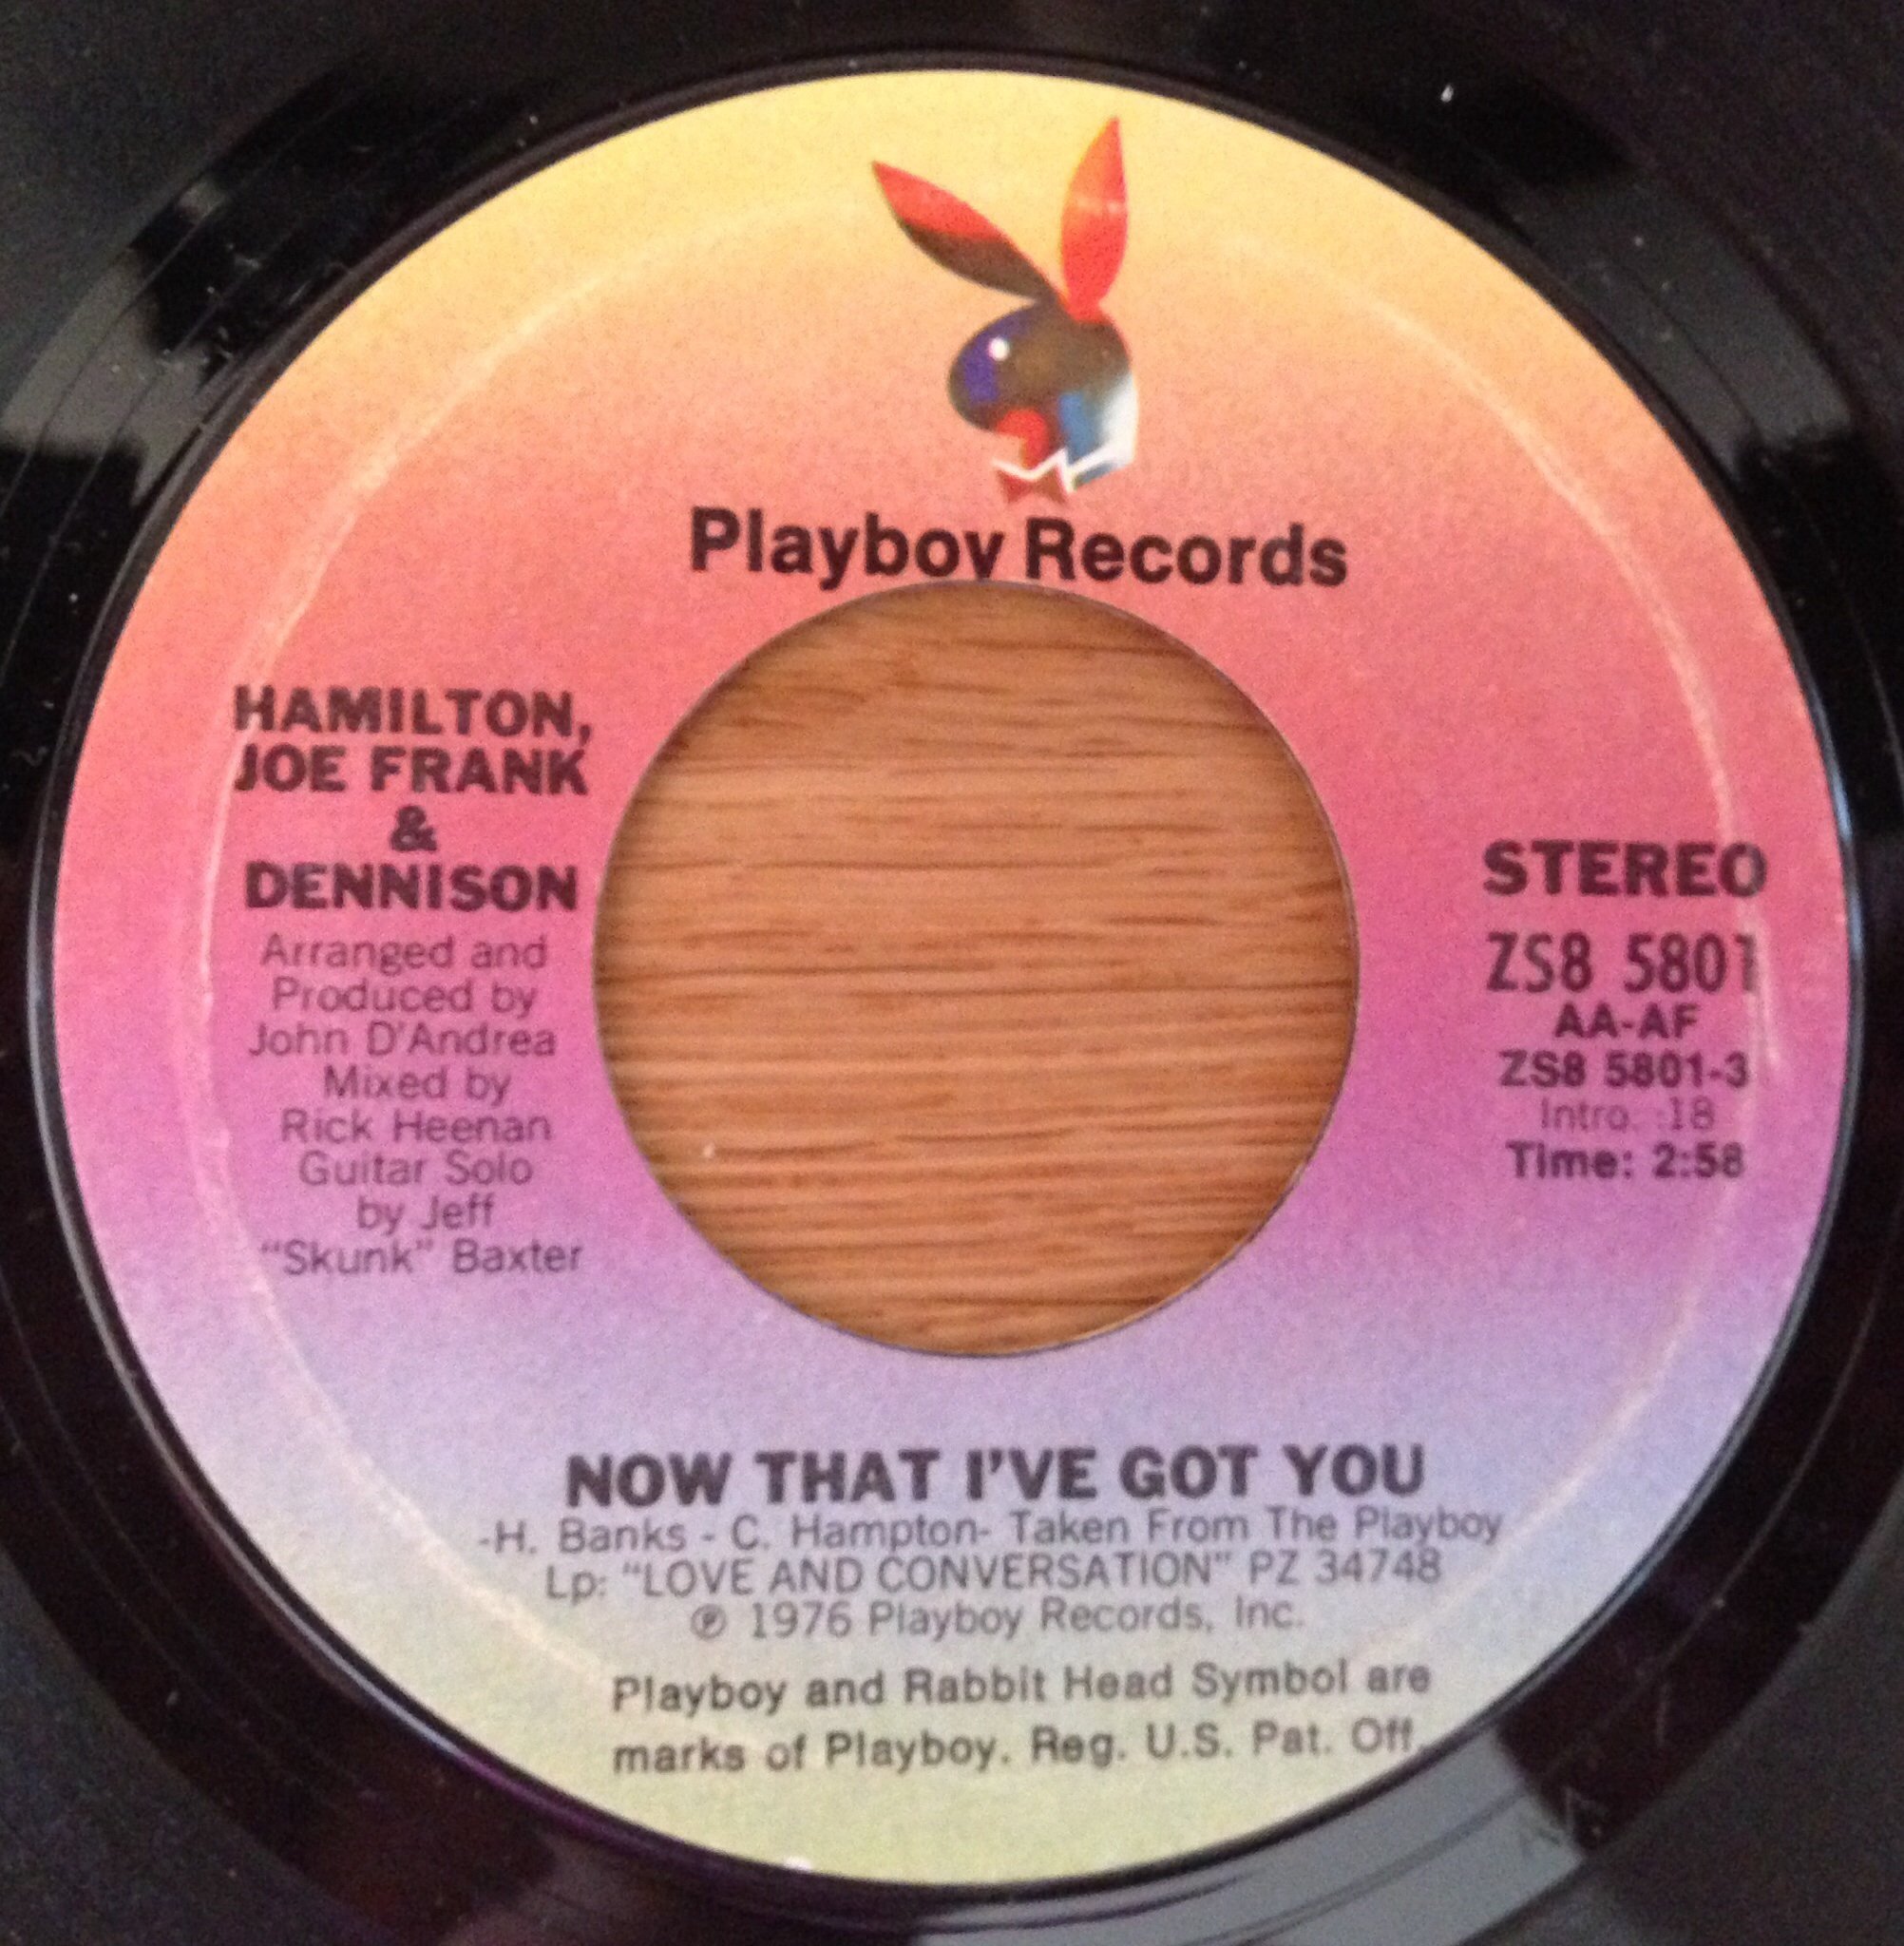 Playboy Records
HAMILTON,
JOE FRANK
&
DENNISON
Arranged and
Produced by
John D'Andrea
Mixed by
Rick Heenan
Guitar Solo
by Jeff
"Skunk" Baxter
STEREO
ZS8 5801
AA-AF
ZS8 5801-3
Intro. :18
Time: 2:58
NOW THAT I'VE GOT YOU
-H. Banks - C. Hampton- Taken From The Playboy
Lp: "LOVE AND CONVERSATION" PZ 34748
℗ 1976 Playboy Records, Inc.
Playboy and Rabbit Head Symbol are
marks of Playboy. Reg. U.S. Pat. Off.